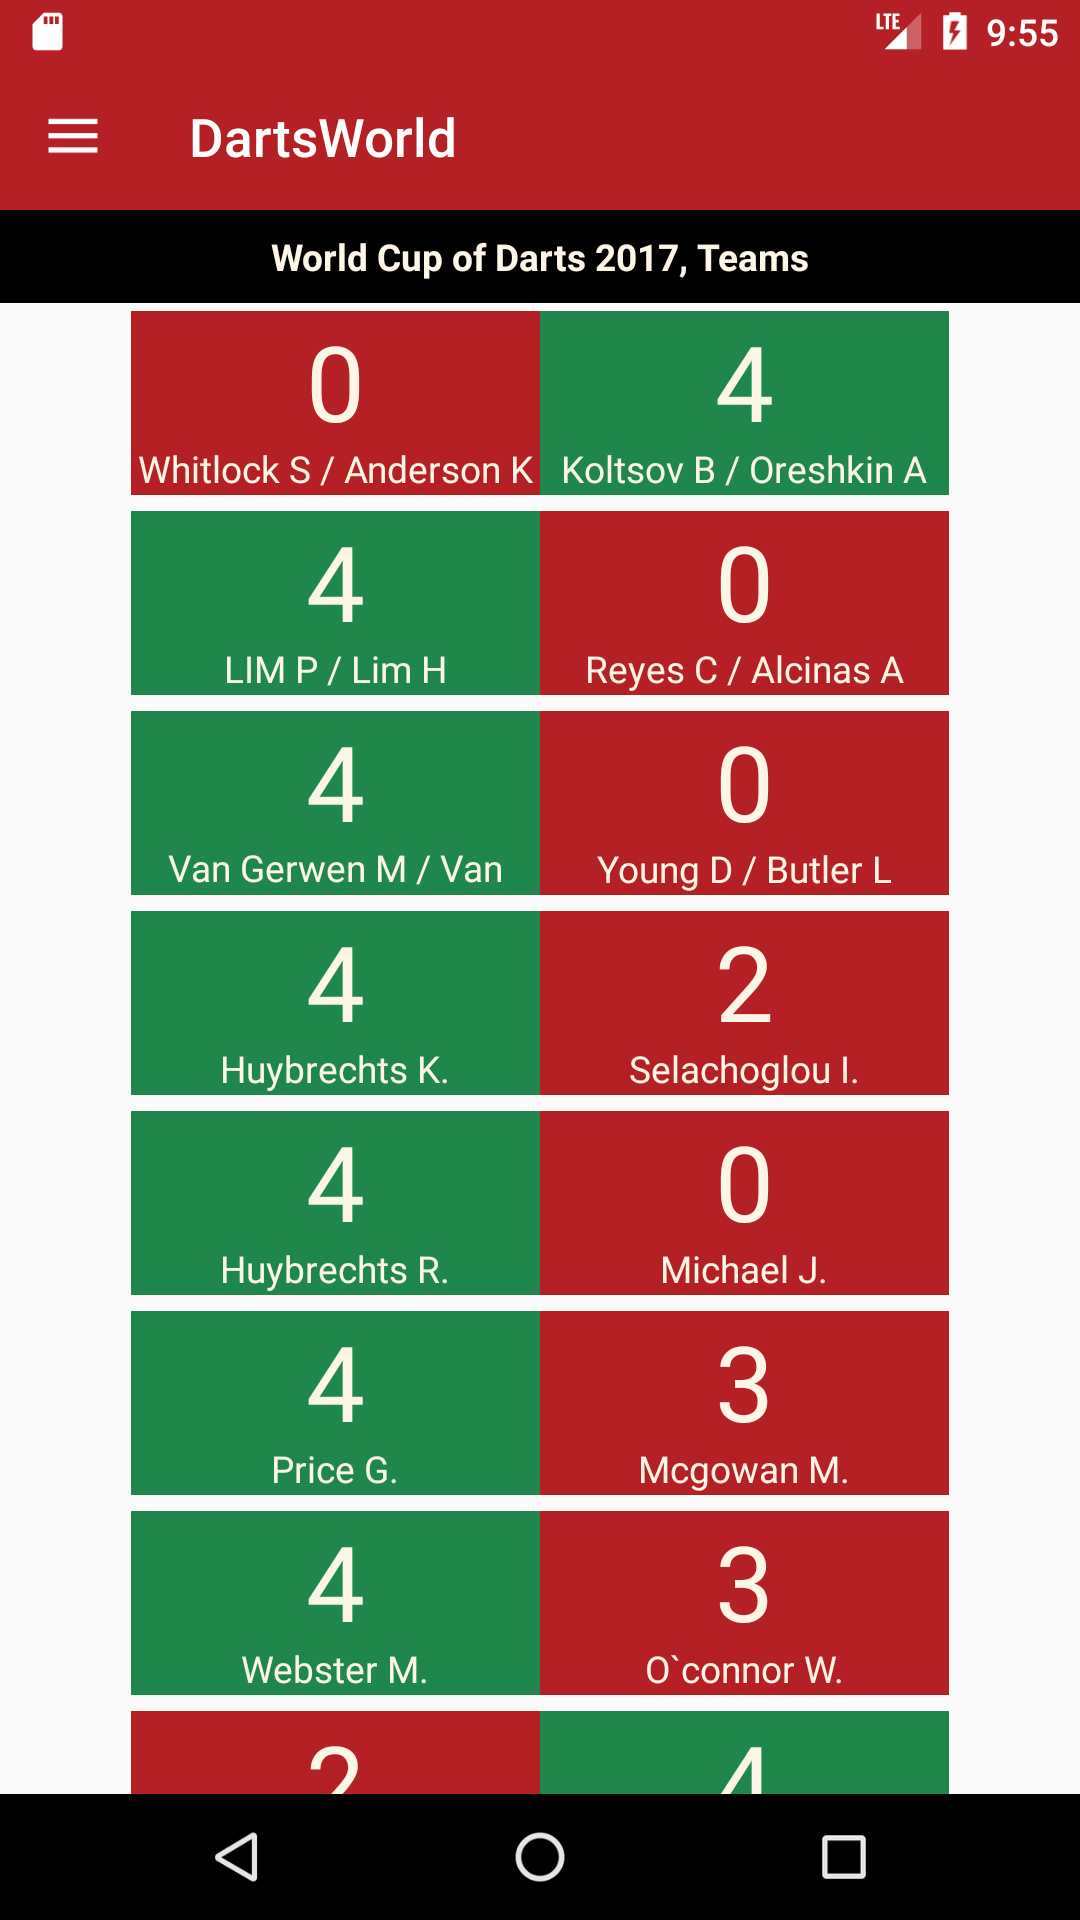 LTE 9:55
DartsWorld
World Cup of Darts 2017, Teams
0 4
Whitlock S / Anderson K Koltsov B / Oreshkin A
4 0
LIM P / Lim H Reyes C / Alcinas A
4 0
Van Gerwen M / Van Young D / Butler L
4 2
Huybrechts K. Selachoglou I.
4 0
Huybrechts R. Michael J.
4 3
Price G. Mcgowan M.
4 3
Webster M. O`connor W.
2 4